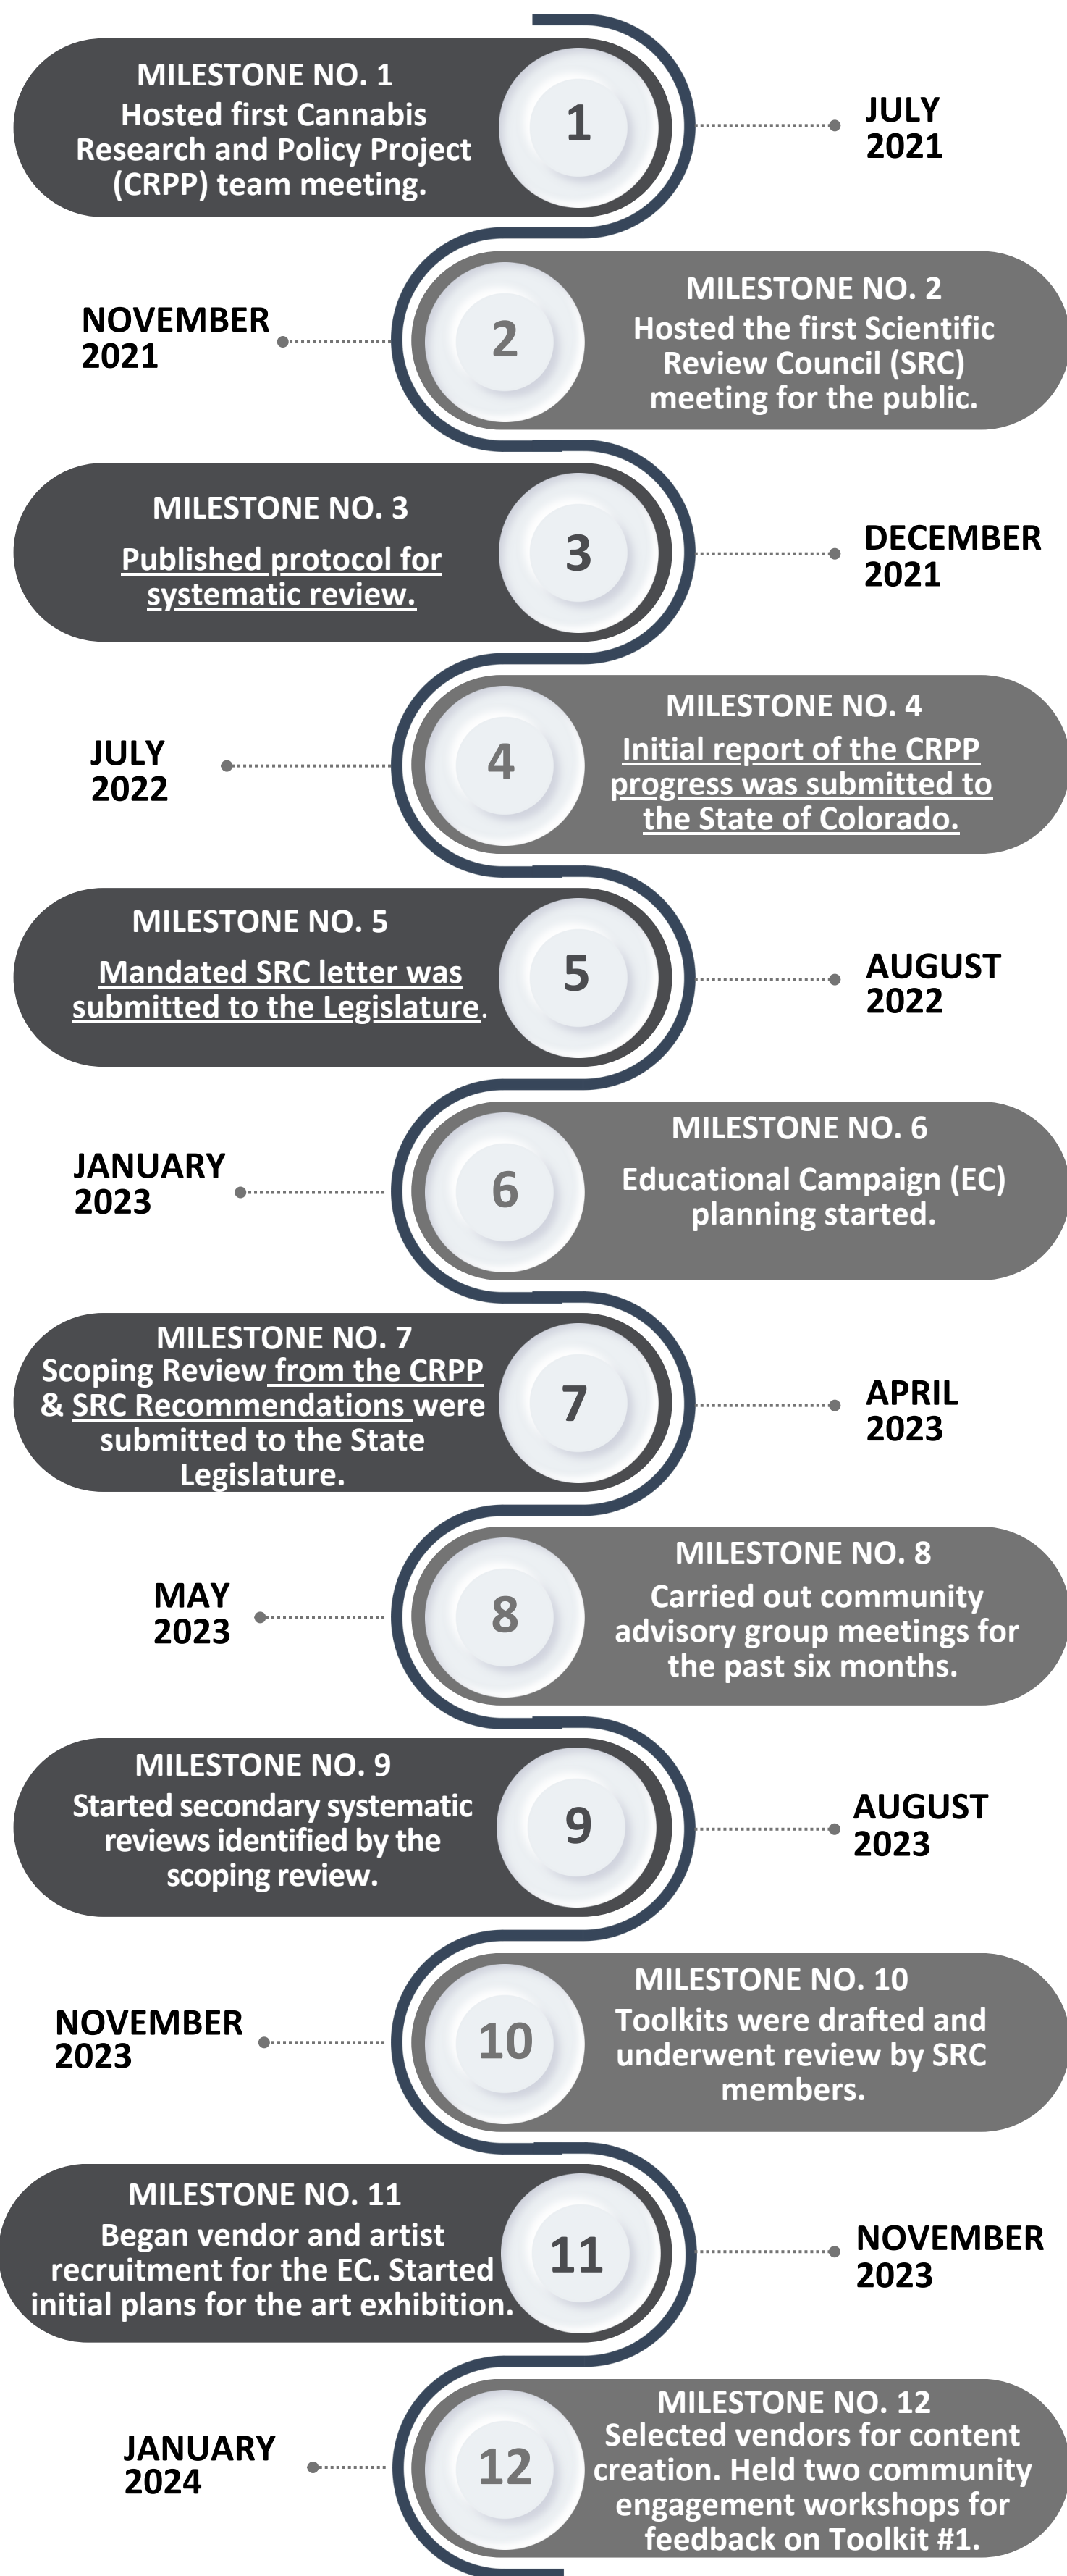 MILESTONE NO. 1
Hosted first Cannabis
Research and Policy Project
(CRPP) team meeting.
1
JULY
2021
NOVEMBER
2021
2
MILESTONE NO. 2
Hosted the first Scientific
Review Council (SRC)
meeting for the public.
MILESTONE NO. 3
Published protocol for
systematic review.
3
DECEMBER
2021
JULY
2022
4
MILESTONE NO. 4
Initial report of the CRPP
progress was submitted to
the State of Colorado.
MILESTONE NO. 5
Mandated SRC letter was
submitted to the Legislature.
5
AUGUST
2022
JANUARY
2023
6
MILESTONE NO. 6
Educational Campaign (EC)
planning started.
MILESTONE NO. 7
Scoping Review from the CRPP
& SRC Recommendations were
submitted to the State
Legislature.
7
APRIL
2023
MAY
2023
8
MILESTONE NO. 8
Carried out community
advisory group meetings for
the past six months.
MILESTONE NO. 9
Started secondary systematic
reviews identified by the
scoping review.
9
AUGUST
2023
NOVEMBER
2023
10
MILESTONE NO. 10
Toolkits were drafted and
underwent review by SRC
members.
MILESTONE NO. 11
Began vendor and artist
recruitment for the EC. Started
initial plans for the art exhibition.
11
NOVEMBER
2023
JANUARY
2024
12
MILESTONE NO. 12
Selected vendors for content
creation. Held two community
engagement workshops for
feedback on Toolkit #1.